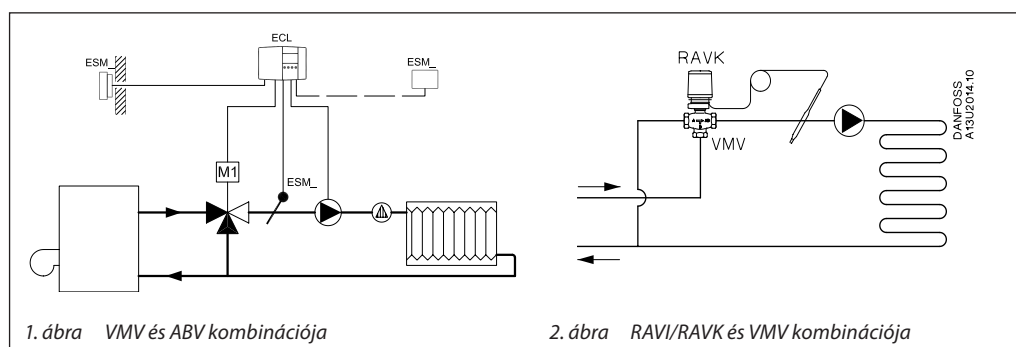 ECL
ESM_
ESM_
M1
ESM_
1. ábra VMV és ABV kombinációja
RAVK
VMV
DANFOSS
A13U2014.10
2. ábra RAVI/RAVK és VMV kombinációja